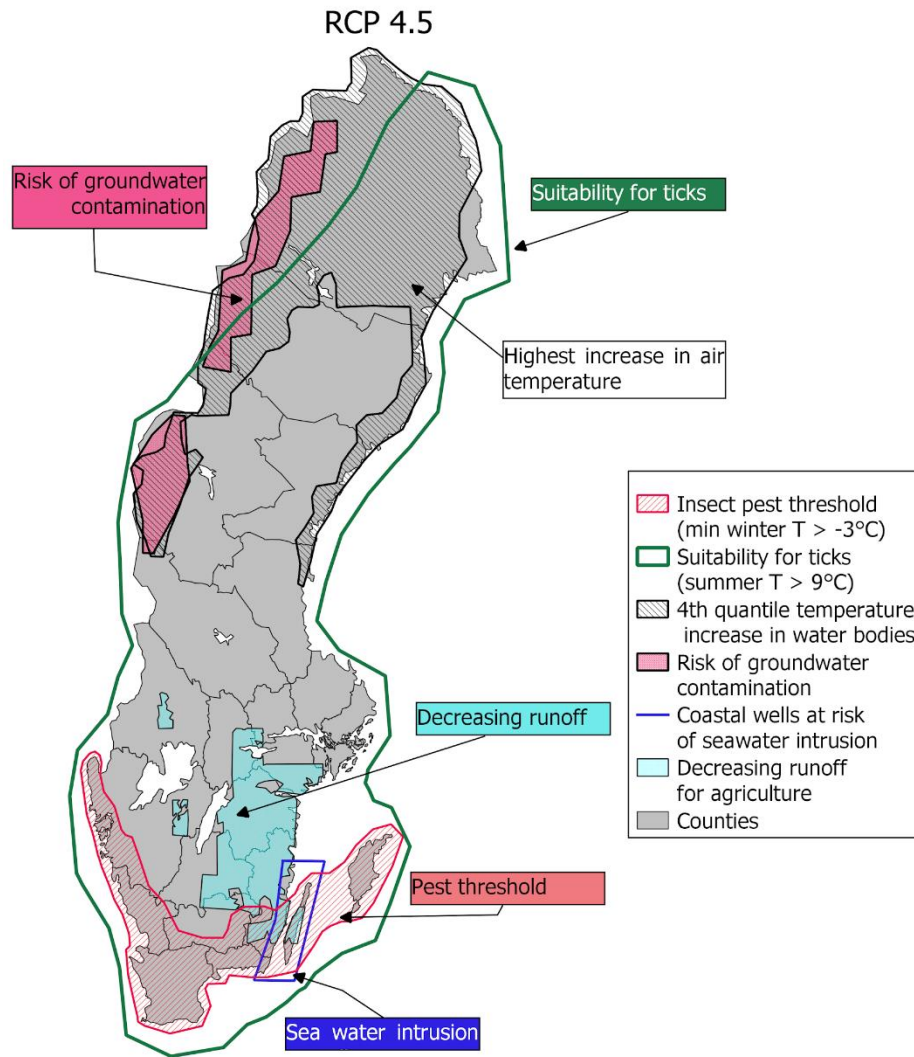 RCP 4.5
Risk of groundwater
contamination
Suitability for ticks
Highest increase in air
temperature
Insect pest threshold
(min winter T > -3°C)
Suitability for ticks
(summer T > 9°C)
4th quantile temperature
increase in water bodies
Risk of groundwater
contamination
Coastal wells at risk
of seawater intrusion
Decreasing runoff
for agriculture
Counties
Decreasing runoff
Pest threshold
Sea water intrusion